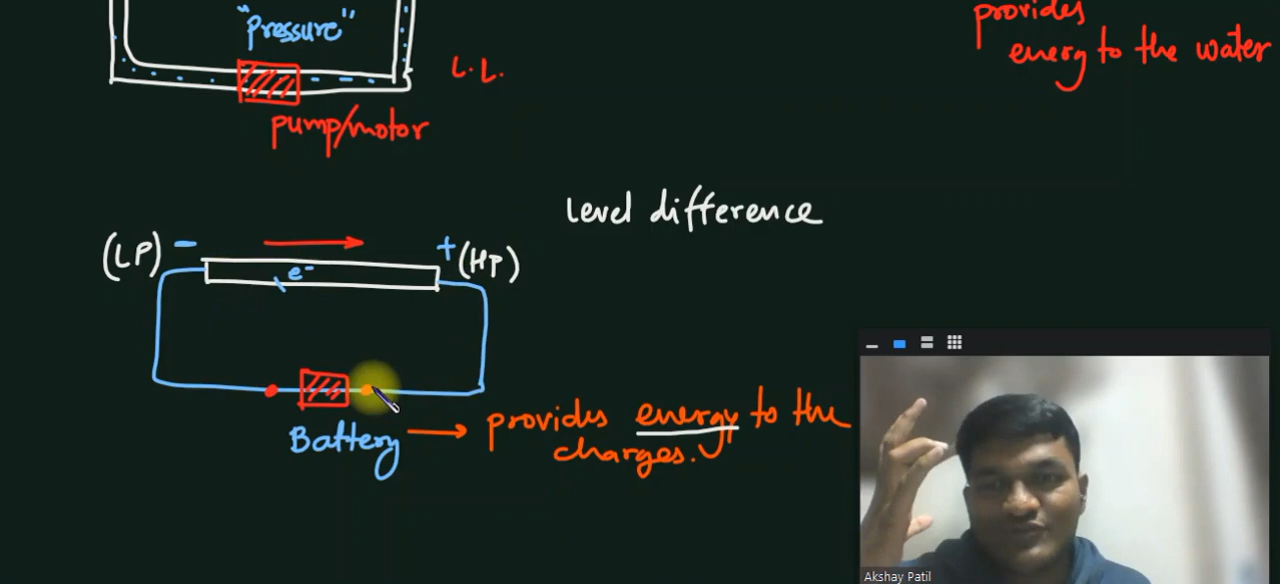 "pressure"
L.L.
pump/motor
provides
energ to the water
Level difference
(LP) - + (HP)
e-
Battery → provides energy to the
charges.
Akshay Patil